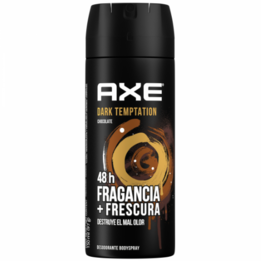 AXE
DARK TEMPTATION
CHOCOLATE
48 h
FRAGANCIA
+ FRESCURA
DESTRUYE EL MAL OLOR
DESODORANTE BODYSPRAY